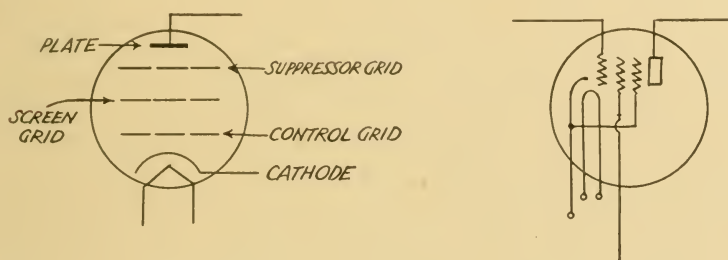 PLATE
SUPPRESSOR GRID
SCREEN
GRID
CONTROL GRID
CATHODE